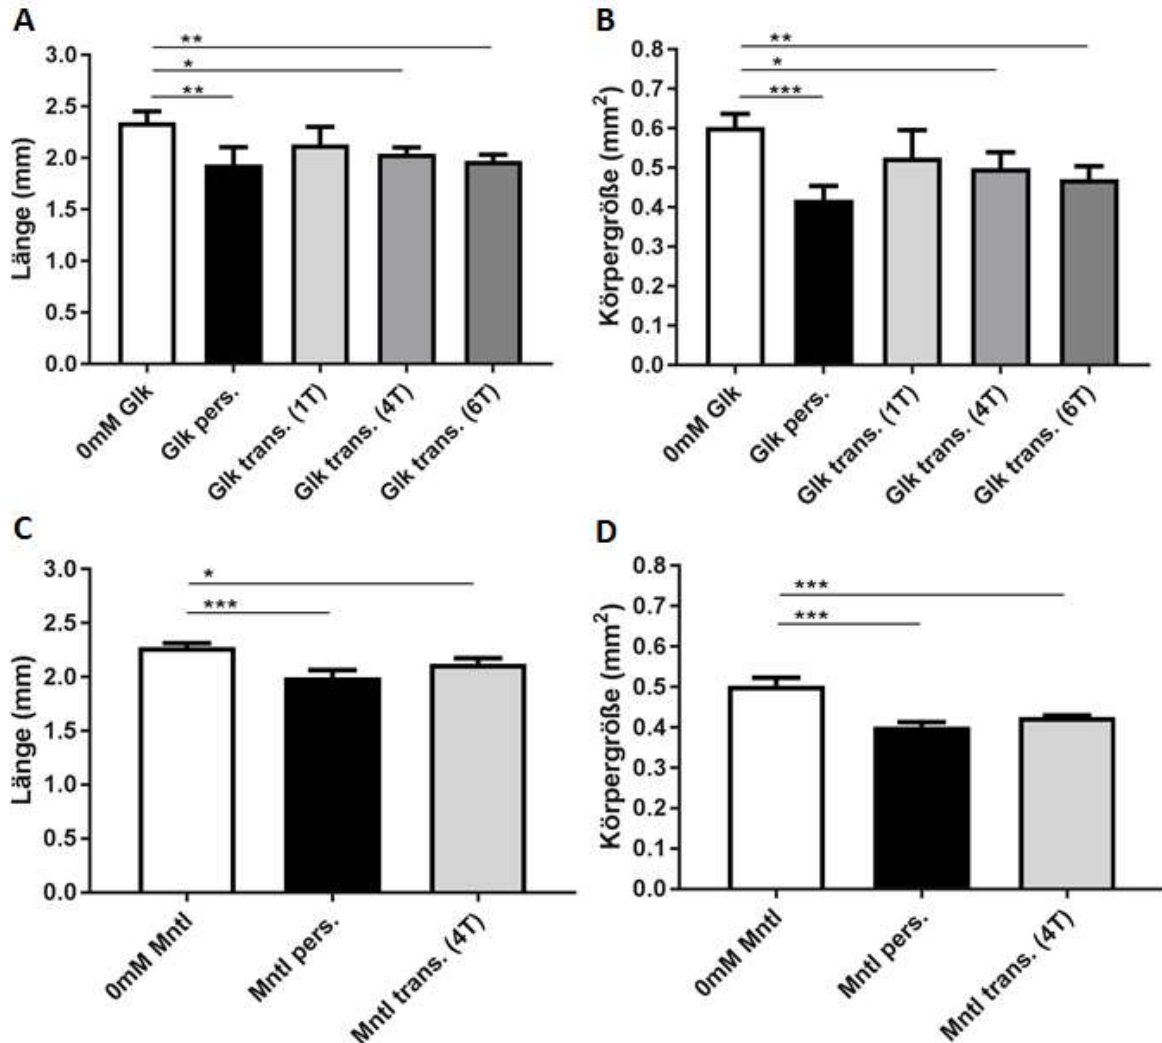 A
Länge (mm)
3.0
2.5
2.0
1.5
1.0
0.5
0.0
**
*
**
0mM Glk
Glk pers.
Glk trans. (1T)
Glk trans. (4T)
Glk trans. (6T)
B
Körpergröße (mm²)
0.8
0.7
0.6
0.5
0.4
0.3
0.2
0.1
0.0
**
*
***
0mM Glk
Glk pers.
Glk trans. (1T)
Glk trans. (4T)
Glk trans. (6T)
C
Länge (mm)
3.0
2.5
2.0
1.5
1.0
0.5
0.0
*
***
0mM Mntl
Mntl pers.
Mntl trans. (4T)
D
Körpergröße (mm²)
0.8
0.7
0.6
0.5
0.4
0.3
0.2
0.1
0.0
***
***
0mM Mntl
Mntl pers.
Mntl trans. (4T)